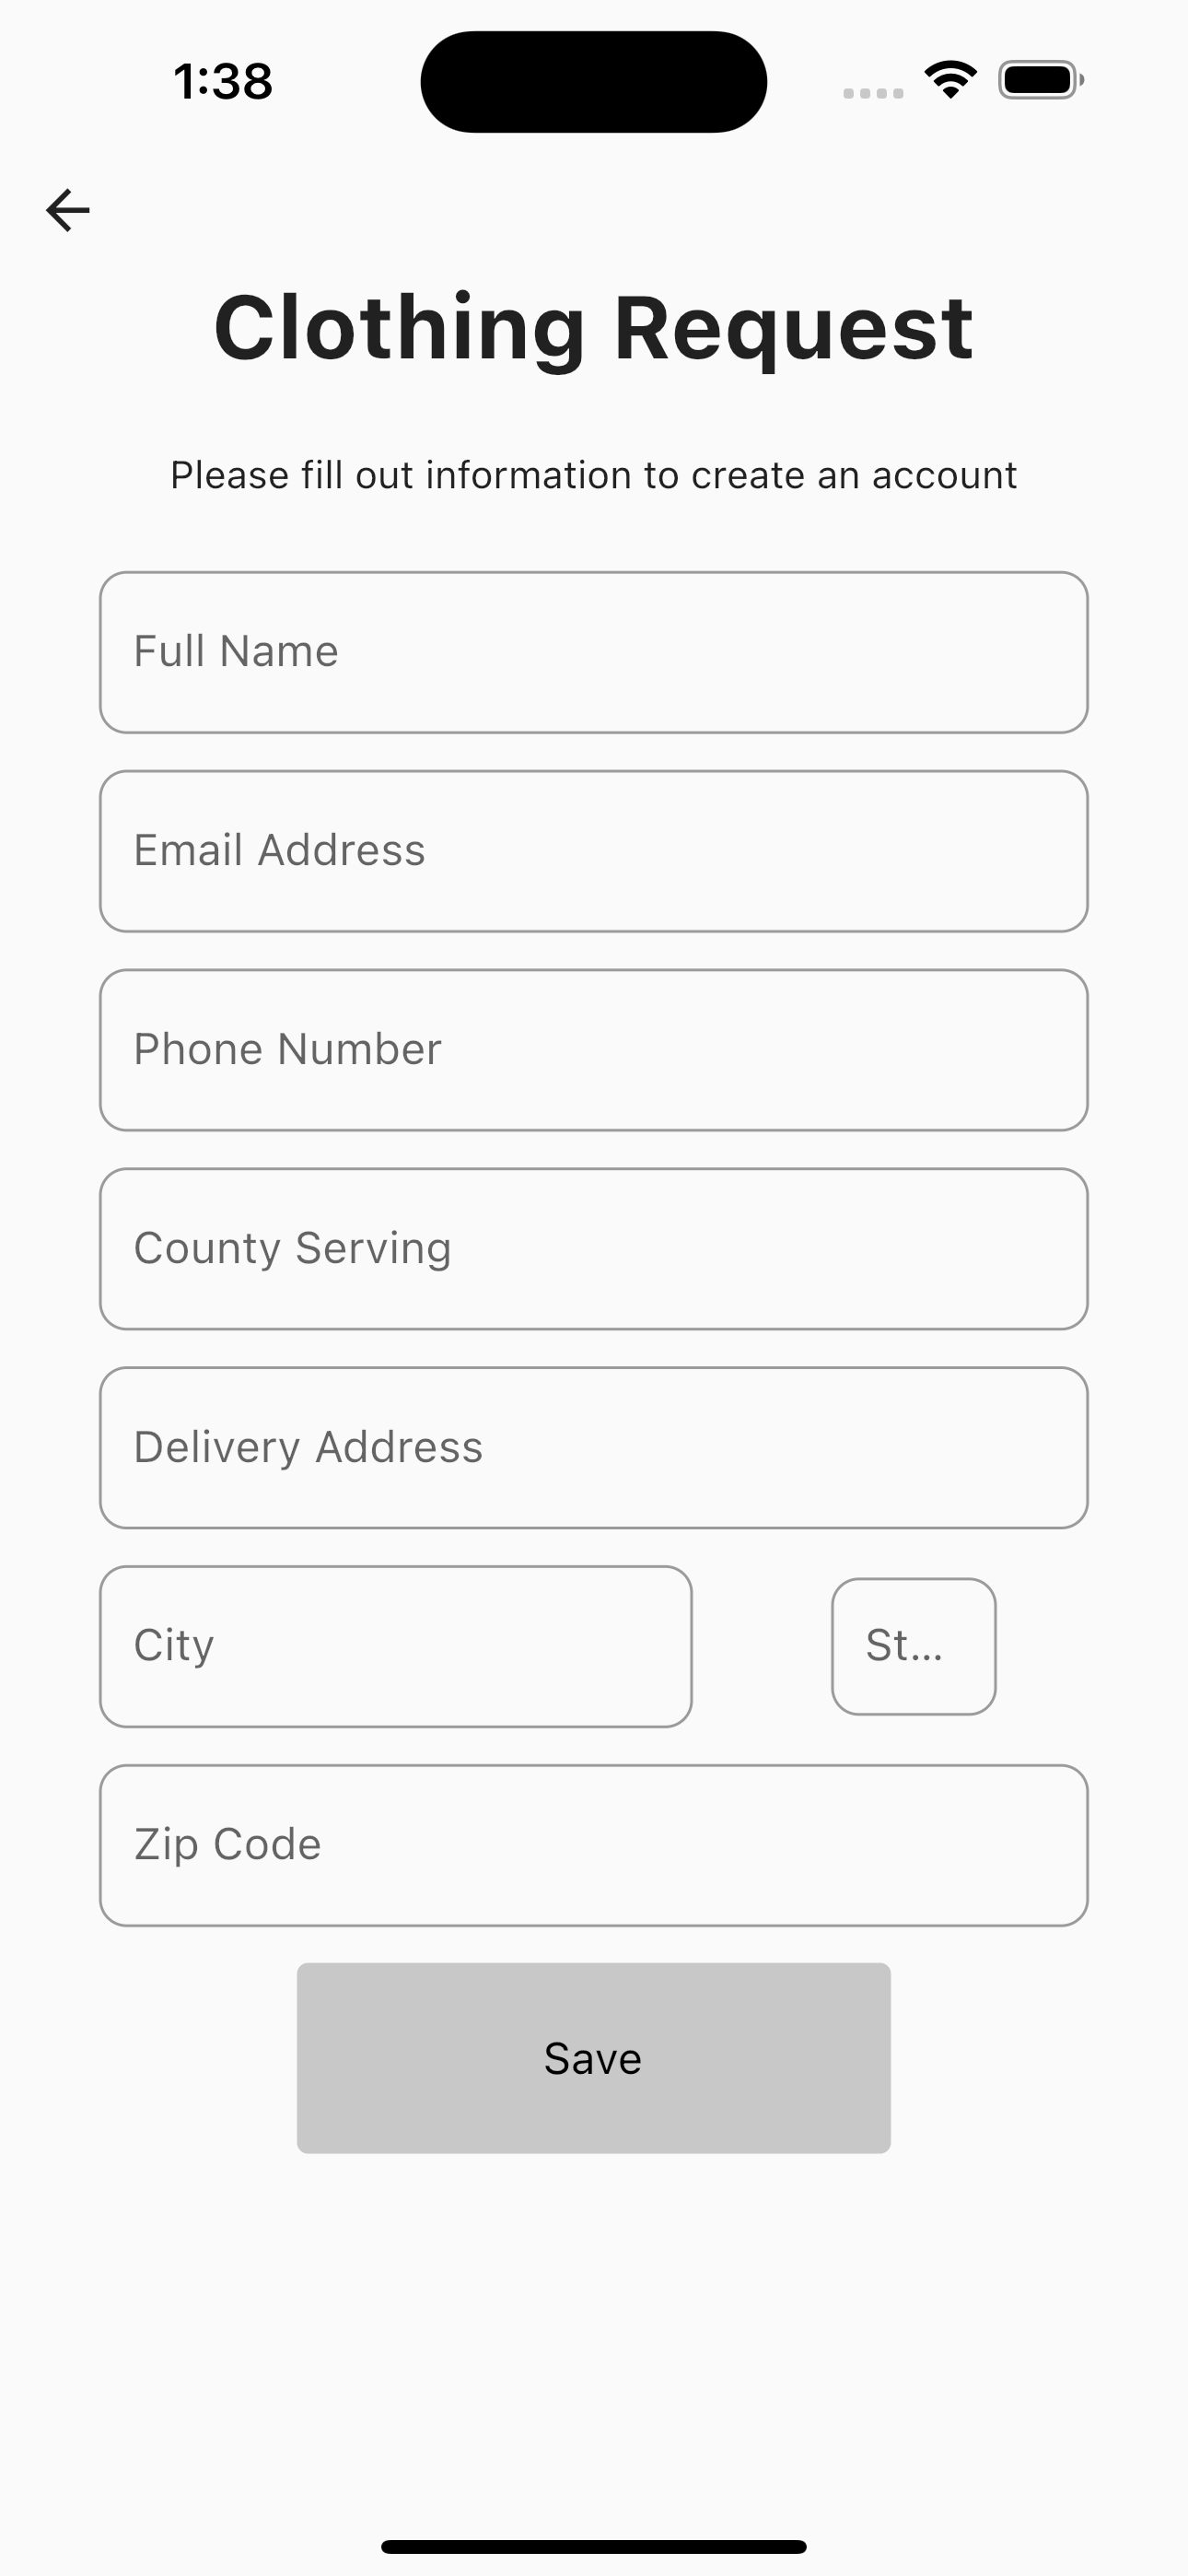 1:38
Clothing Request
Please fill out information to create an account
Full Name
Email Address
Phone Number
County Serving
Delivery Address
City
St...
Zip Code
Save